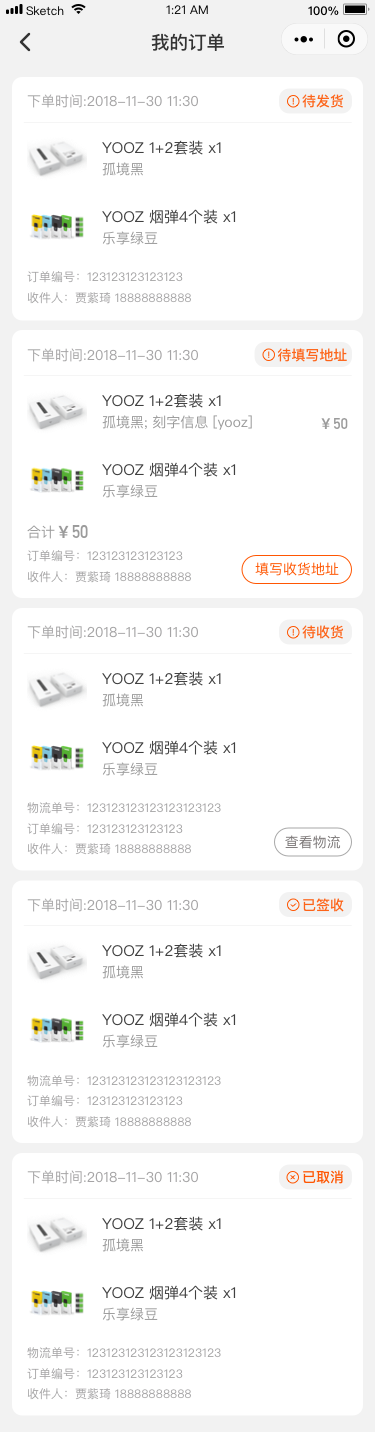 Sketch 1:21 AM 100%
我的订单
下单时间:2018-11-30 11:30 待发货
YOOZ 1+2套装 x1
孤境黑
YOOZ 烟弹4个装 x1
乐享绿豆
订单编号：123123123123123
收件人：贾紫琦 18888888888
下单时间:2018-11-30 11:30 待填写地址
YOOZ 1+2套装 x1
孤境黑; 刻字信息 [yooz] ¥50
YOOZ 烟弹4个装 x1
乐享绿豆
合计 ¥50
订单编号：123123123123123
收件人：贾紫琦 18888888888 填写收货地址
下单时间:2018-11-30 11:30 待收货
YOOZ 1+2套装 x1
孤境黑
YOOZ 烟弹4个装 x1
乐享绿豆
物流单号：123123123123123123123
订单编号：123123123123123
收件人：贾紫琦 18888888888 查看物流
下单时间:2018-11-30 11:30 已签收
YOOZ 1+2套装 x1
孤境黑
YOOZ 烟弹4个装 x1
乐享绿豆
物流单号：123123123123123123123
订单编号：123123123123123
收件人：贾紫琦 18888888888
下单时间:2018-11-30 11:30 已取消
YOOZ 1+2套装 x1
孤境黑
YOOZ 烟弹4个装 x1
乐享绿豆
物流单号：123123123123123123123
订单编号：123123123123123
收件人：贾紫琦 18888888888